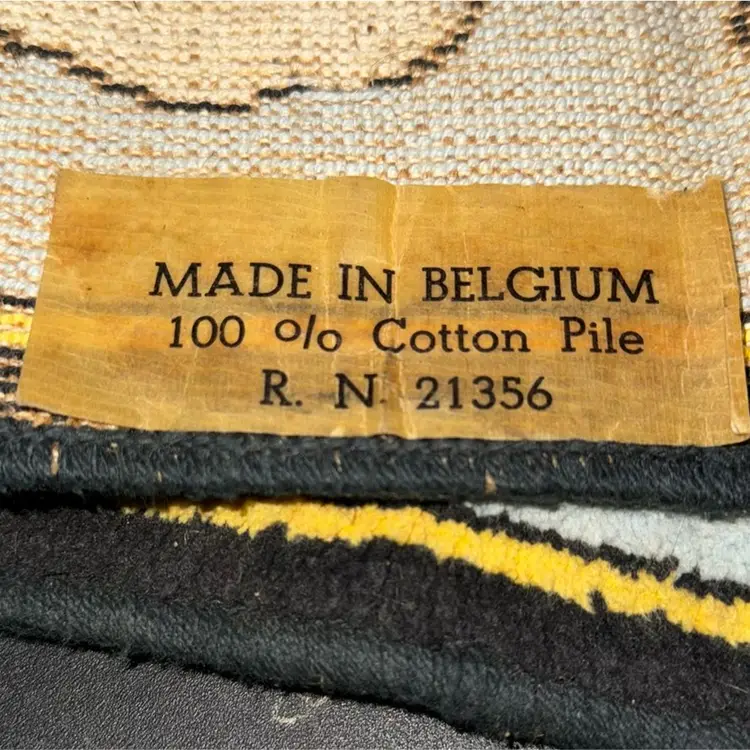 MADE IN BELGIUM
100 o/o Cotton Pile
R. N. 21356